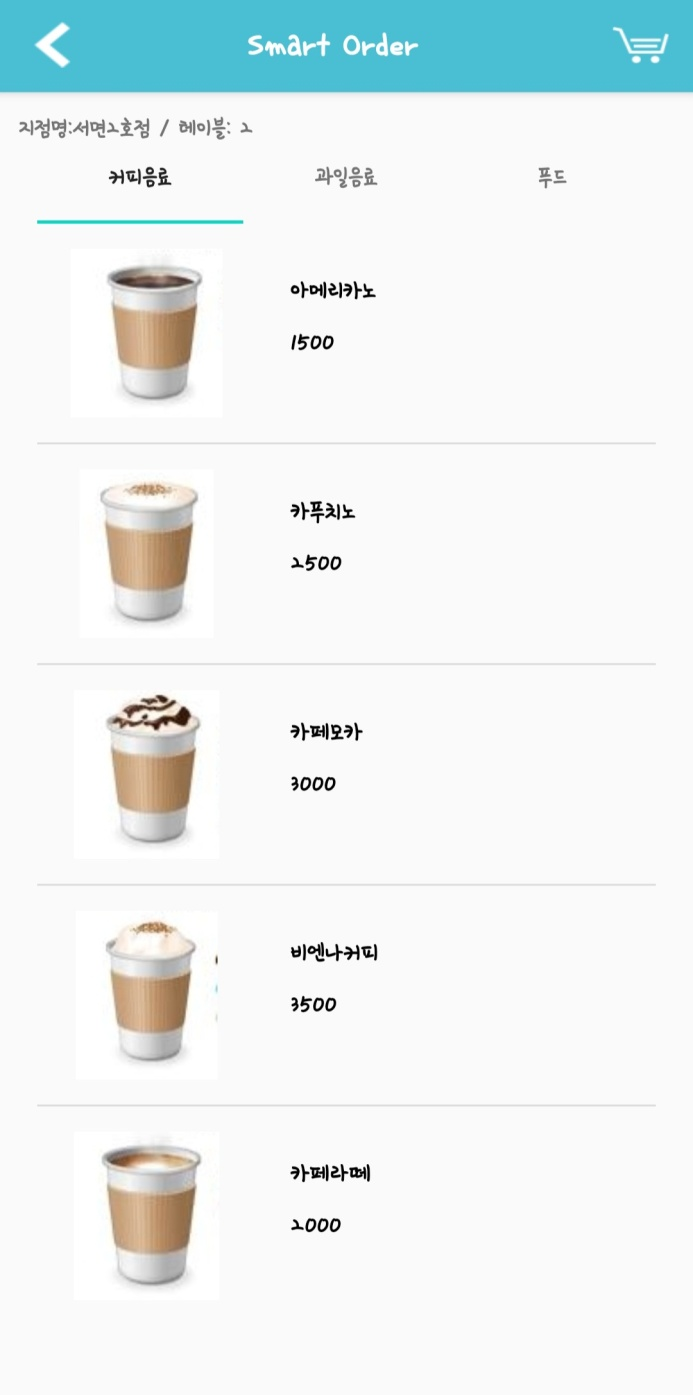 Smart Order
지점명:서면2호점 / 테이블: 2
커피음료 과일음료 푸드
아메리카노
1500
카푸치노
2500
카페모카
3000
비엔나커피
3500
카페라떼
2000